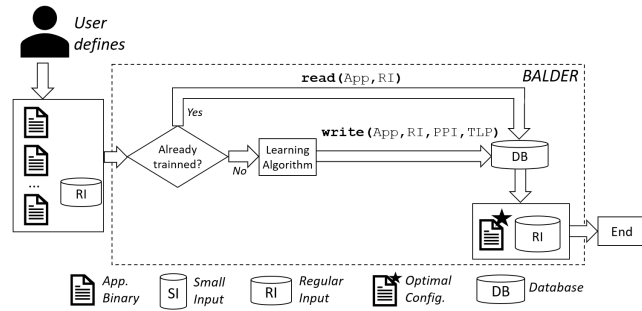 User
defines
BALDER
read(App,RI)
Yes
write(App,RI,PPI,TLP)
Already
trainned?
No
Learning
Algorithm
DB
...
RI
RI
End
App.
Binary
SI
Small
Input
RI
Regular
Input
Optimal
Config.
DB
Database